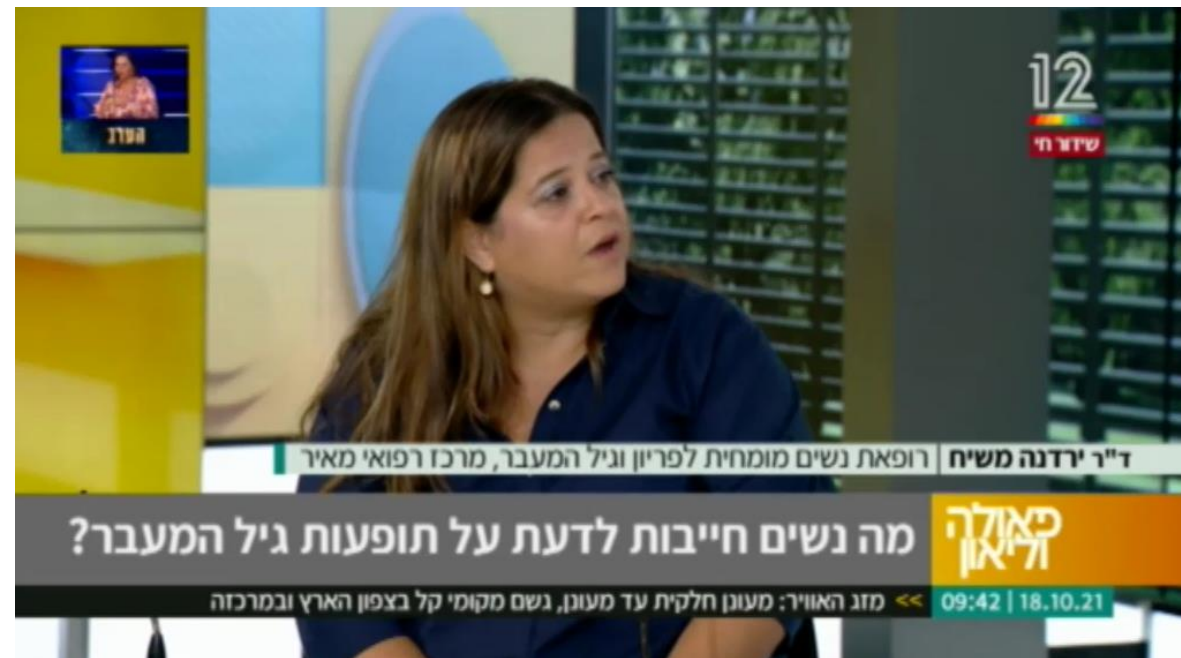 הערב
12
שידור חי
ד"ר ירדנה משיח | רופאת נשים מומחית לפריון וגיל המעבר, מרכז רפואי מאיר
פאולה וליאון
מה נשים חייבות לדעת על תופעות גיל המעבר?
09:42 | 18.10.21 >> מזג האוויר: מעונן חלקית עד מעונן, גשם מקומי קל בצפון הארץ ובמרכזה